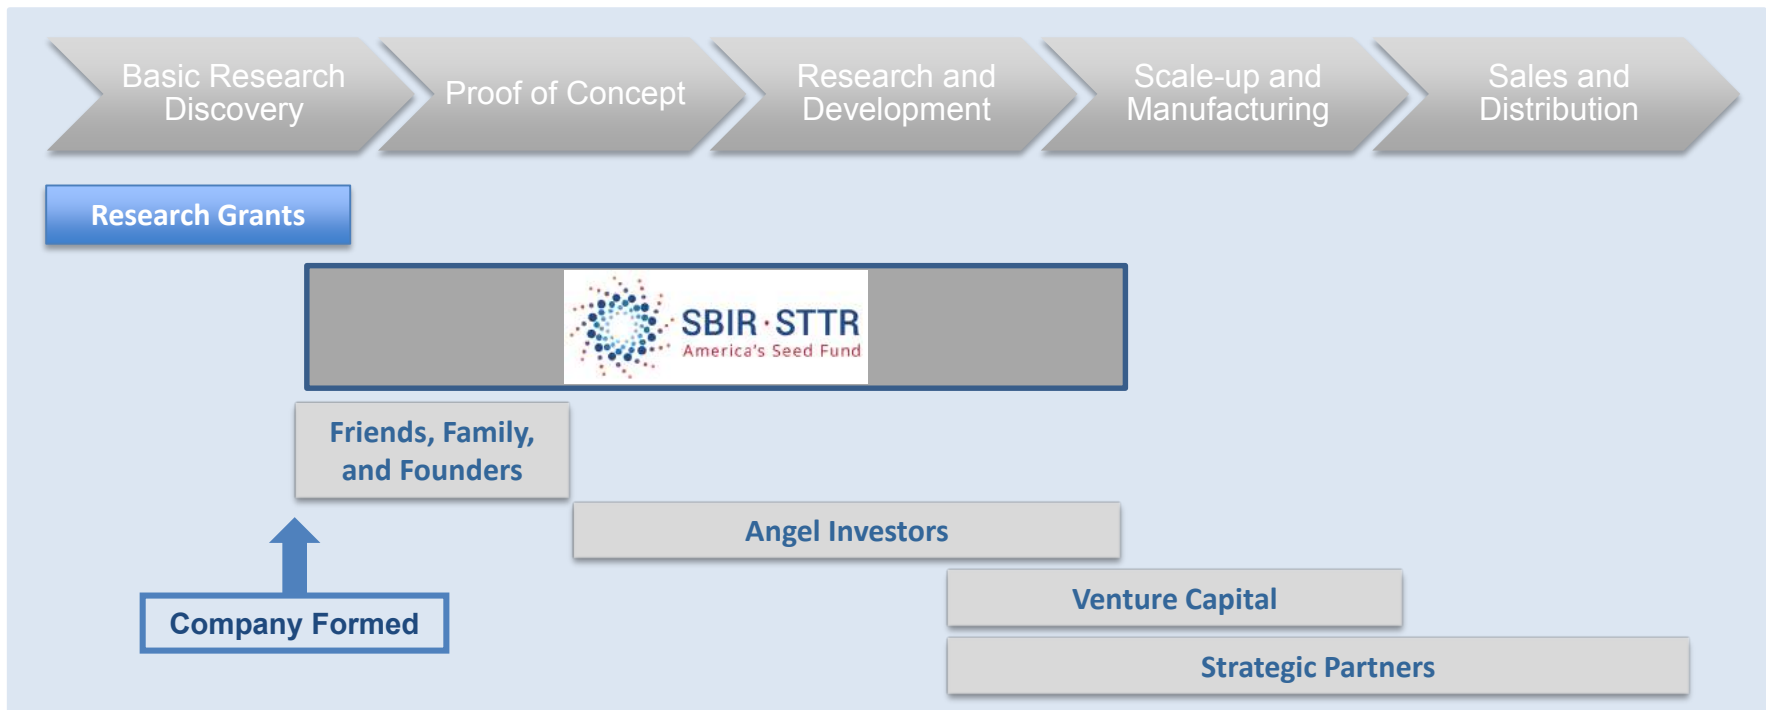 Basic Research
Discovery
Proof of Concept
Research and
Development
Scale-up and
Manufacturing
Sales and
Distribution
Research Grants
SBIR · STTR
America's Seed Fund
Friends, Family,
and Founders
Angel Investors
Company Formed
Venture Capital
Strategic Partners